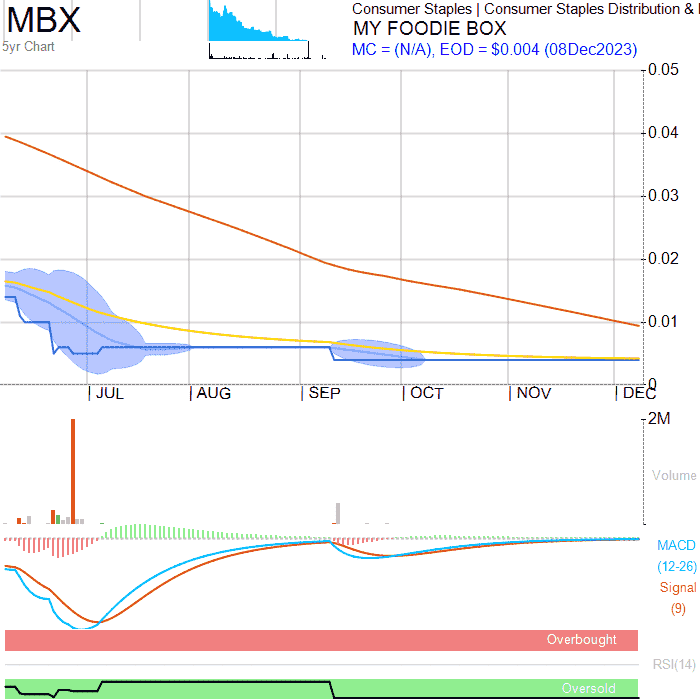 MBX
5yr Chart
Consumer Staples | Consumer Staples Distribution &
MY FOODIE BOX
MC = (N/A), EOD = $0.004 (08Dec2023)
0.05
0.04
0.03
0.02
0.01
0
JUL
AUG
SEP
OCT
NOV
DEC
2M
Volume
MACD
(12-26)
Signal
(9)
Overbought
RSI(14)
Oversold